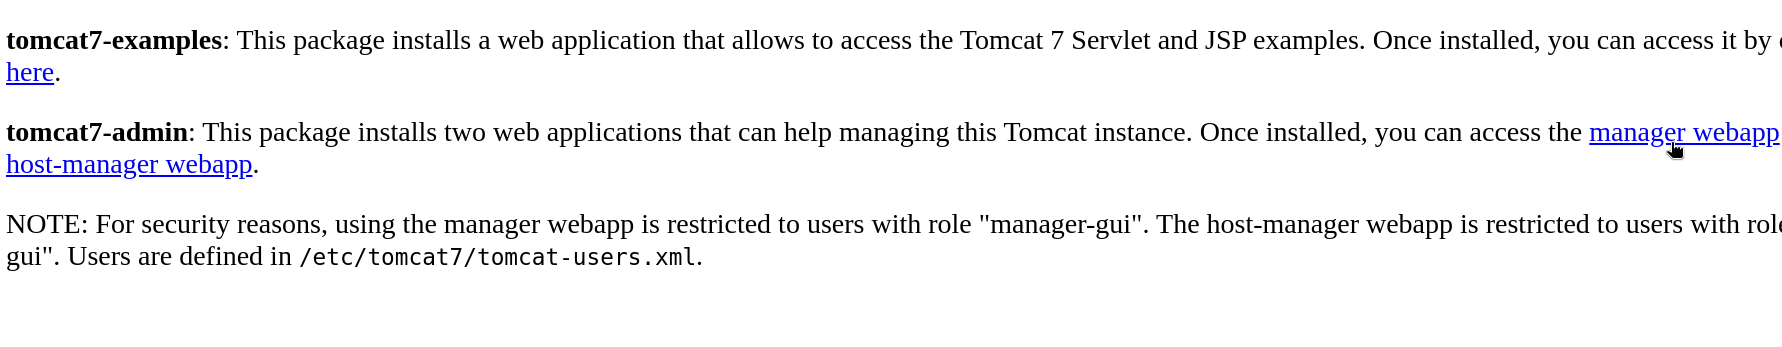 tomcat7-examples: This package installs a web application that allows to access the Tomcat 7 Servlet and JSP examples. Once installed, you can access it by
here.
tomcat7-admin: This package installs two web applications that can help managing this Tomcat instance. Once installed, you can access the manager webapp
host-manager webapp.
NOTE: For security reasons, using the manager webapp is restricted to users with role "manager-gui". The host-manager webapp is restricted to users with role
gui". Users are defined in /etc/tomcat7/tomcat-users.xml.